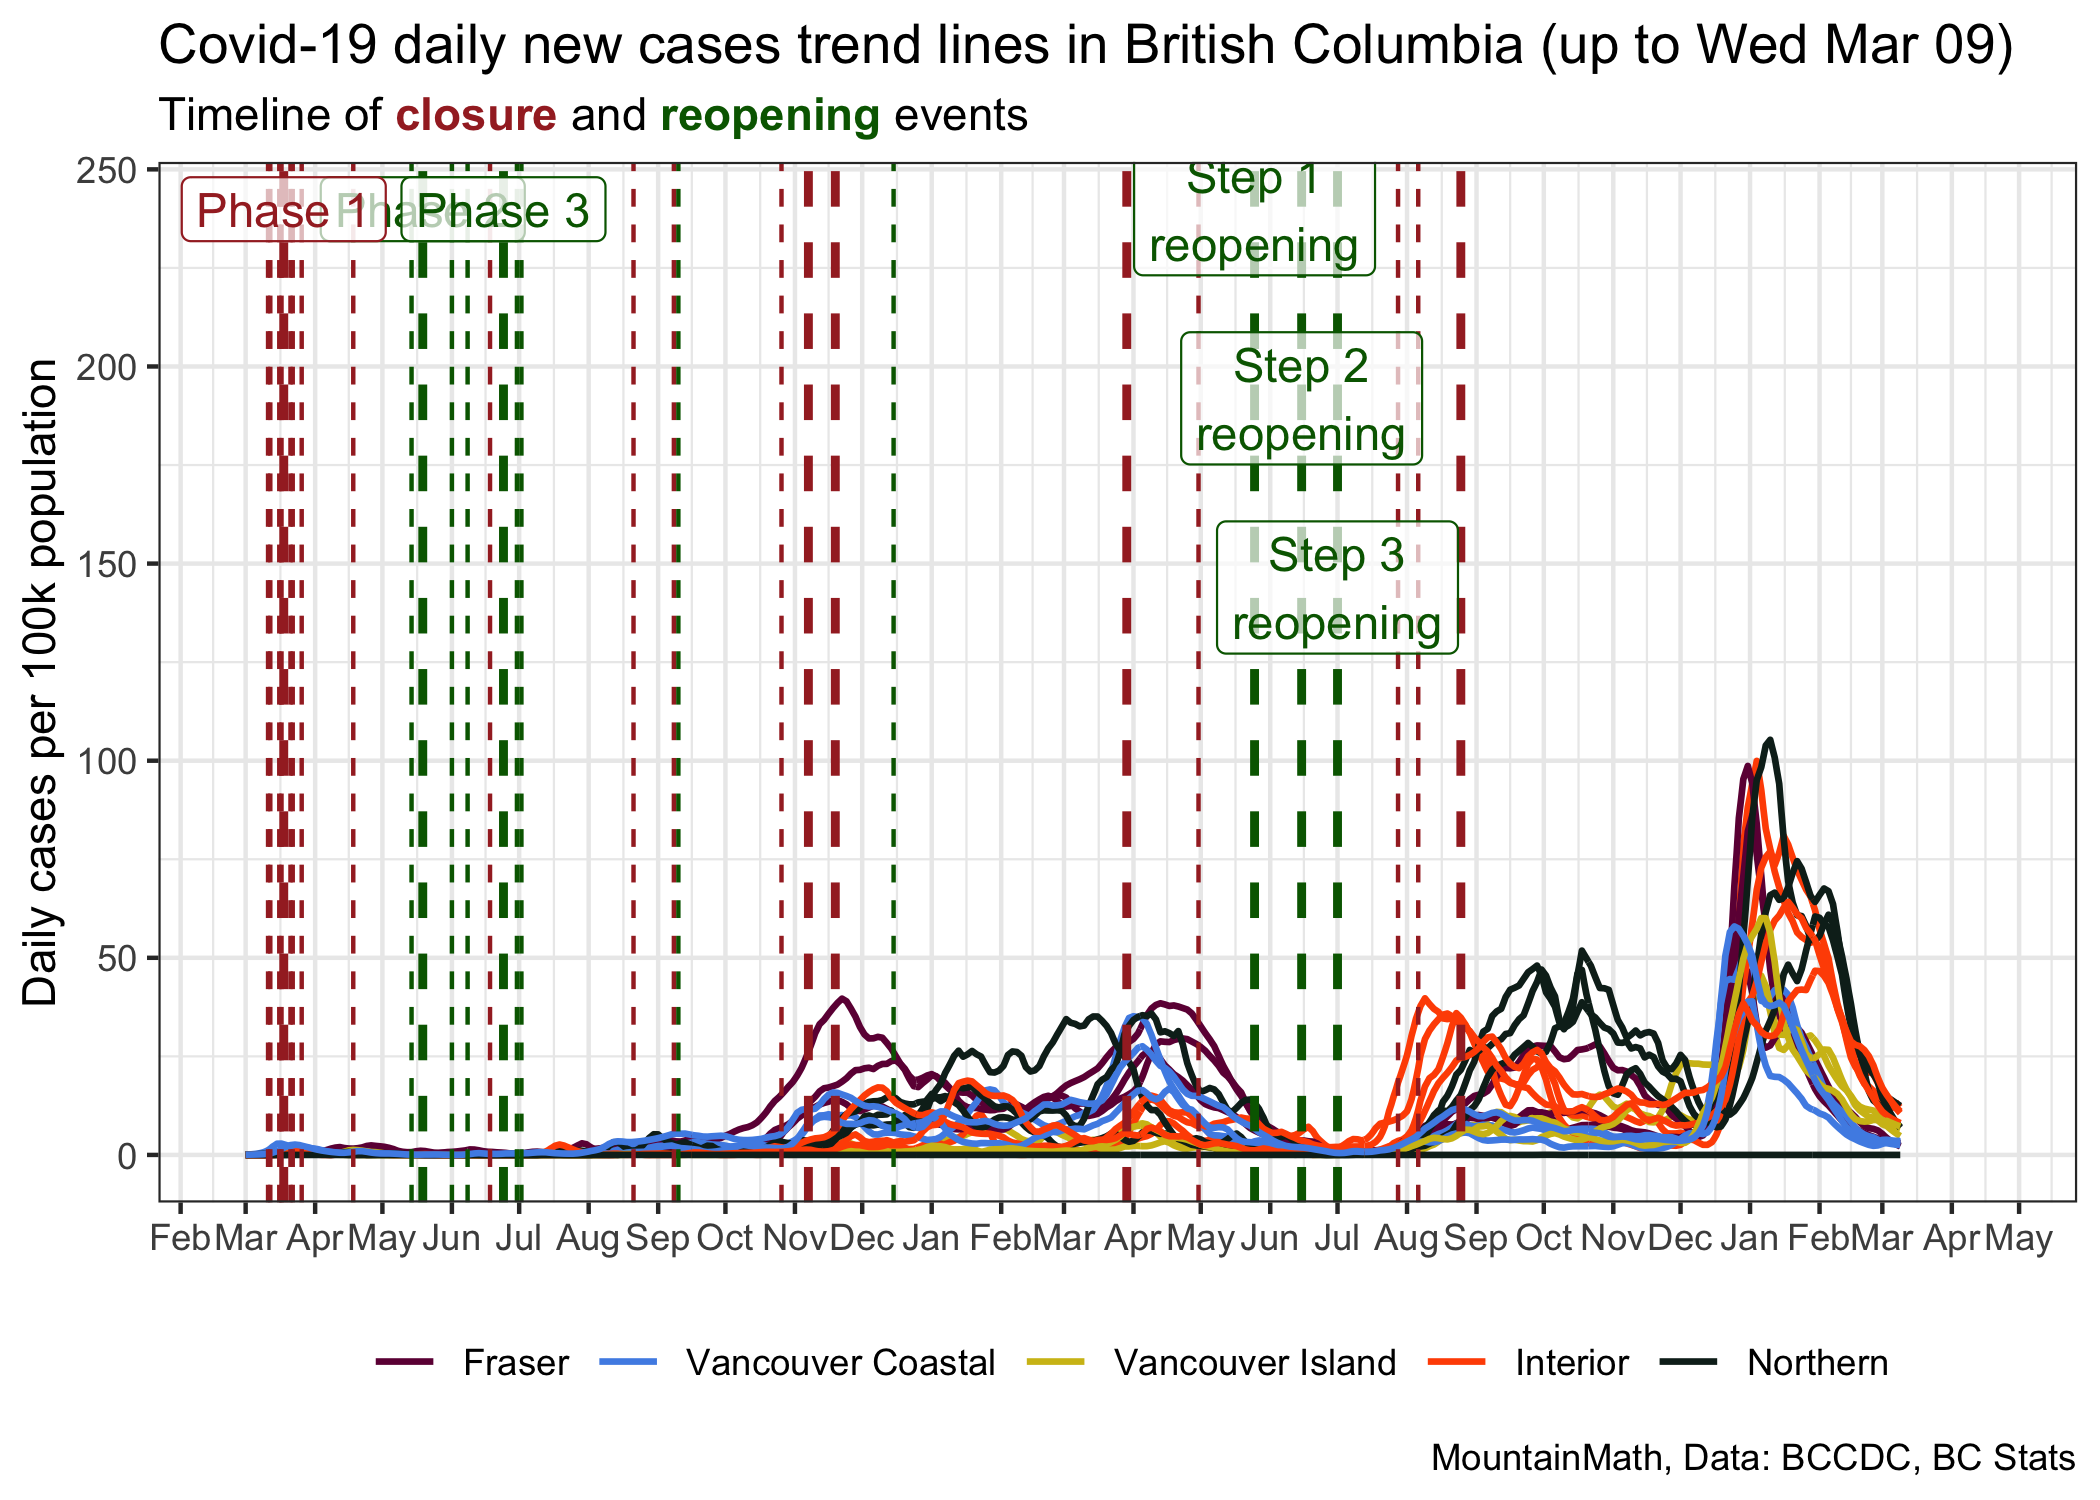 Covid-19 daily new cases trend lines in British Columbia (up to Wed Mar 09)
Timeline of closure and reopening events
Daily cases per 100k population
250
200
150
100
50
0
Phase 1
Phase 2
Phase 3
Step 1
reopening
Step 2
reopening
Step 3
reopening
Feb Mar Apr May Jun Jul Aug Sep Oct Nov Dec Jan Feb Mar Apr May Jun Jul Aug Sep Oct Nov Dec Jan Feb Mar Apr May
Fraser Vancouver Coastal Vancouver Island Interior Northern
MountainMath, Data: BCCDC, BC Stats